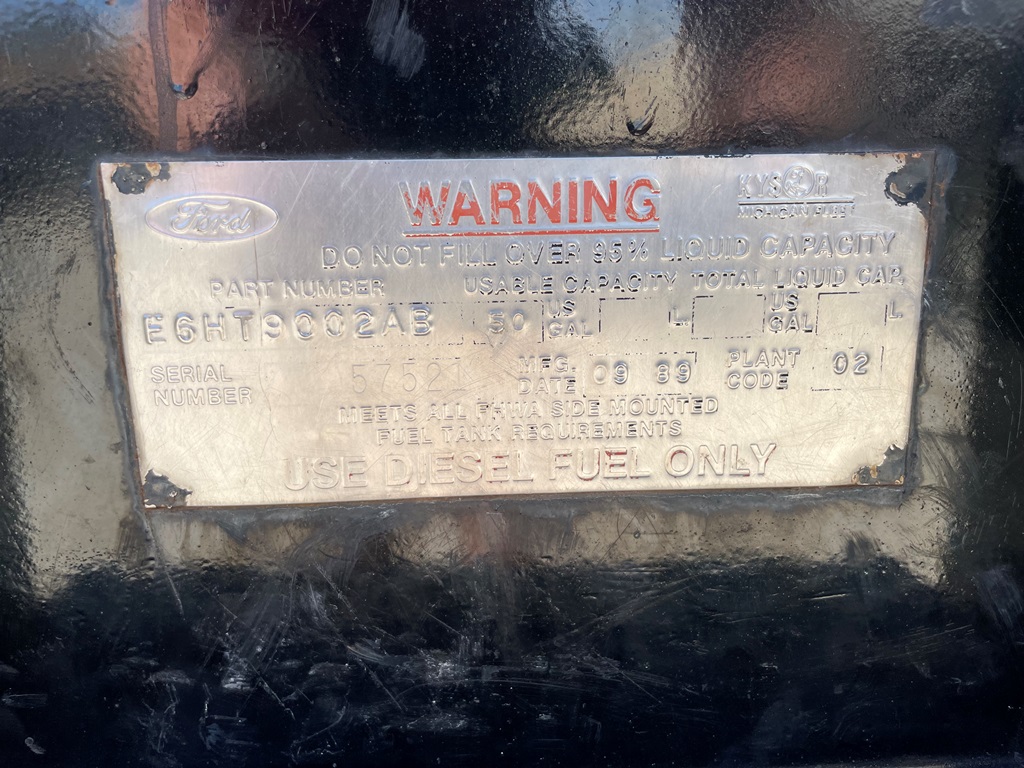 Ford WARNING KYSOR
MICHIGAN FLEET
DO NOT FILL OVER 95% LIQUID CAPACITY
PART NUMBER USABLE CAPACITY TOTAL LIQUID CAP.
E6HT9002AB 50 US GAL L US GAL L
SERIAL NUMBER 57521 MFG. DATE 09 89 PLANT CODE 02
MEETS ALL FHWA SIDE MOUNTED
FUEL TANK REQUIREMENTS
USE DIESEL FUEL ONLY